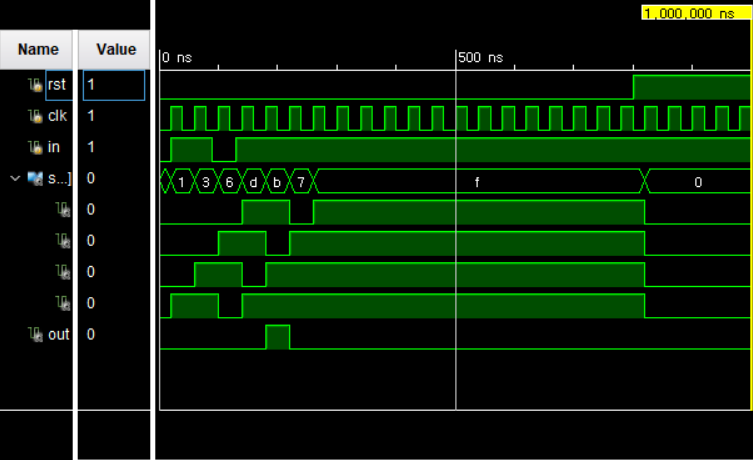 1,000,000 ns
Name Value
0 ns 500 ns
rst 1
clk 1
in 1
s...] 0 1 3 6 d b 7 f 0
0
0
0
0
out 0